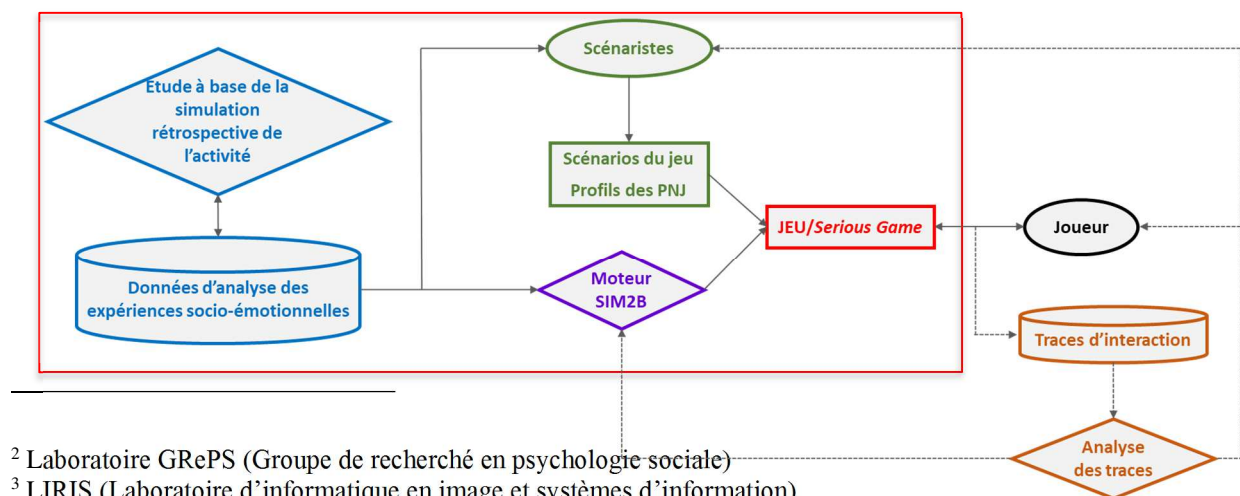 Scénaristes
Etude à base de la
simulation
rétrospective de
l'activité
Scénarios du jeu
Profils des PNJ
JEU/Serious Game
Joueur
Moteur
SIM2B
Données d'analyse des
expériences socio-émotionnelles
Traces d'interaction
Analyse
des traces
2 Laboratoire GRePS (Groupe de recherché en psychologie sociale)
3 LIRIS (Laboratoire d'informatique en image et systèmes d'information)